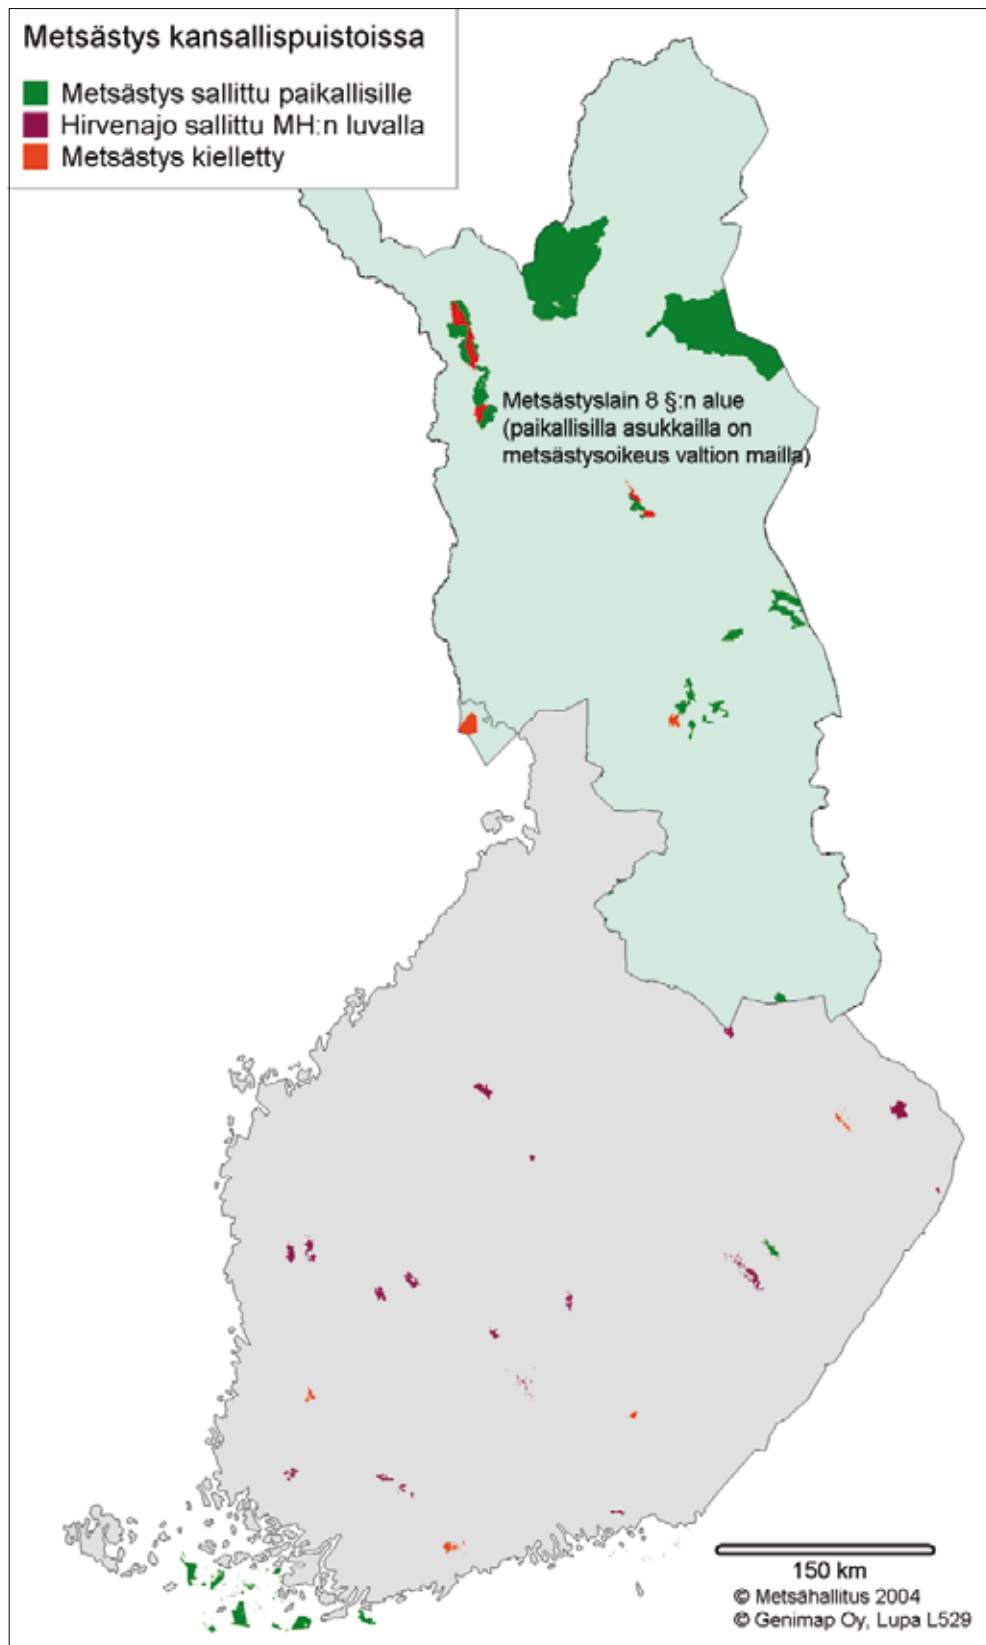 Metsästys kansallispuistoissa
Metsästys sallittu paikallisille
Hirvenajo sallittu MH:n luvalla
Metsästys kielletty
Metsästyslain 8 §:n alue
(paikallisilla asukkailla on
metsästysoikeus valtion mailla)
150 km
© Metsähallitus 2004
© Genimap Oy, Lupa L529